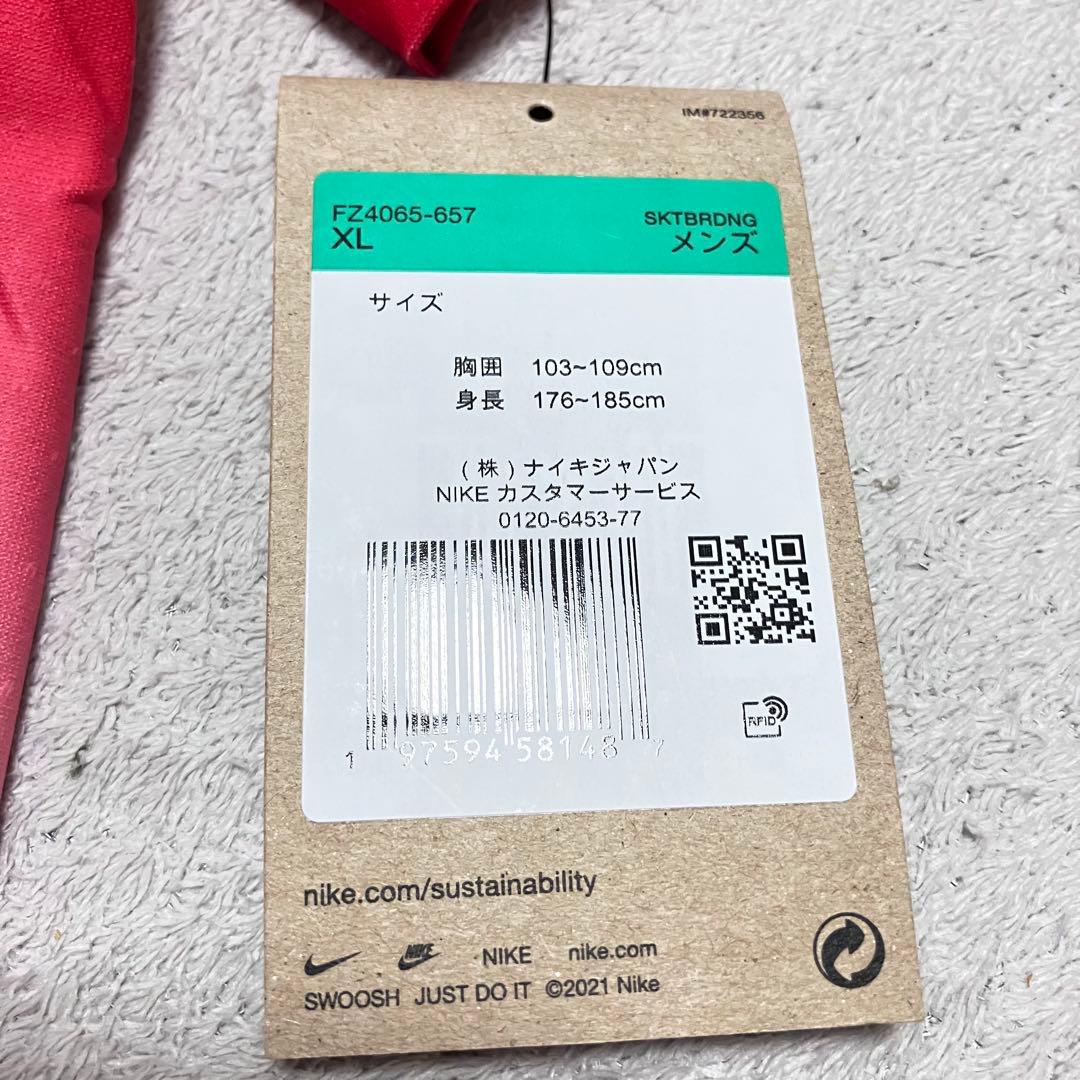 IM#722356
FZ4065-657
XL
SKTBRDNG
メンズ
サイズ
胸囲 103~109cm
身長 176~185cm
(株)ナイキジャパン
NIKE カスタマーサービス
0120-6453-77
1 97594 58148 7
RFID
nike.com/sustainability
NIKE NIKE nike.com
SWOOSH JUST DO IT ©2021 Nike